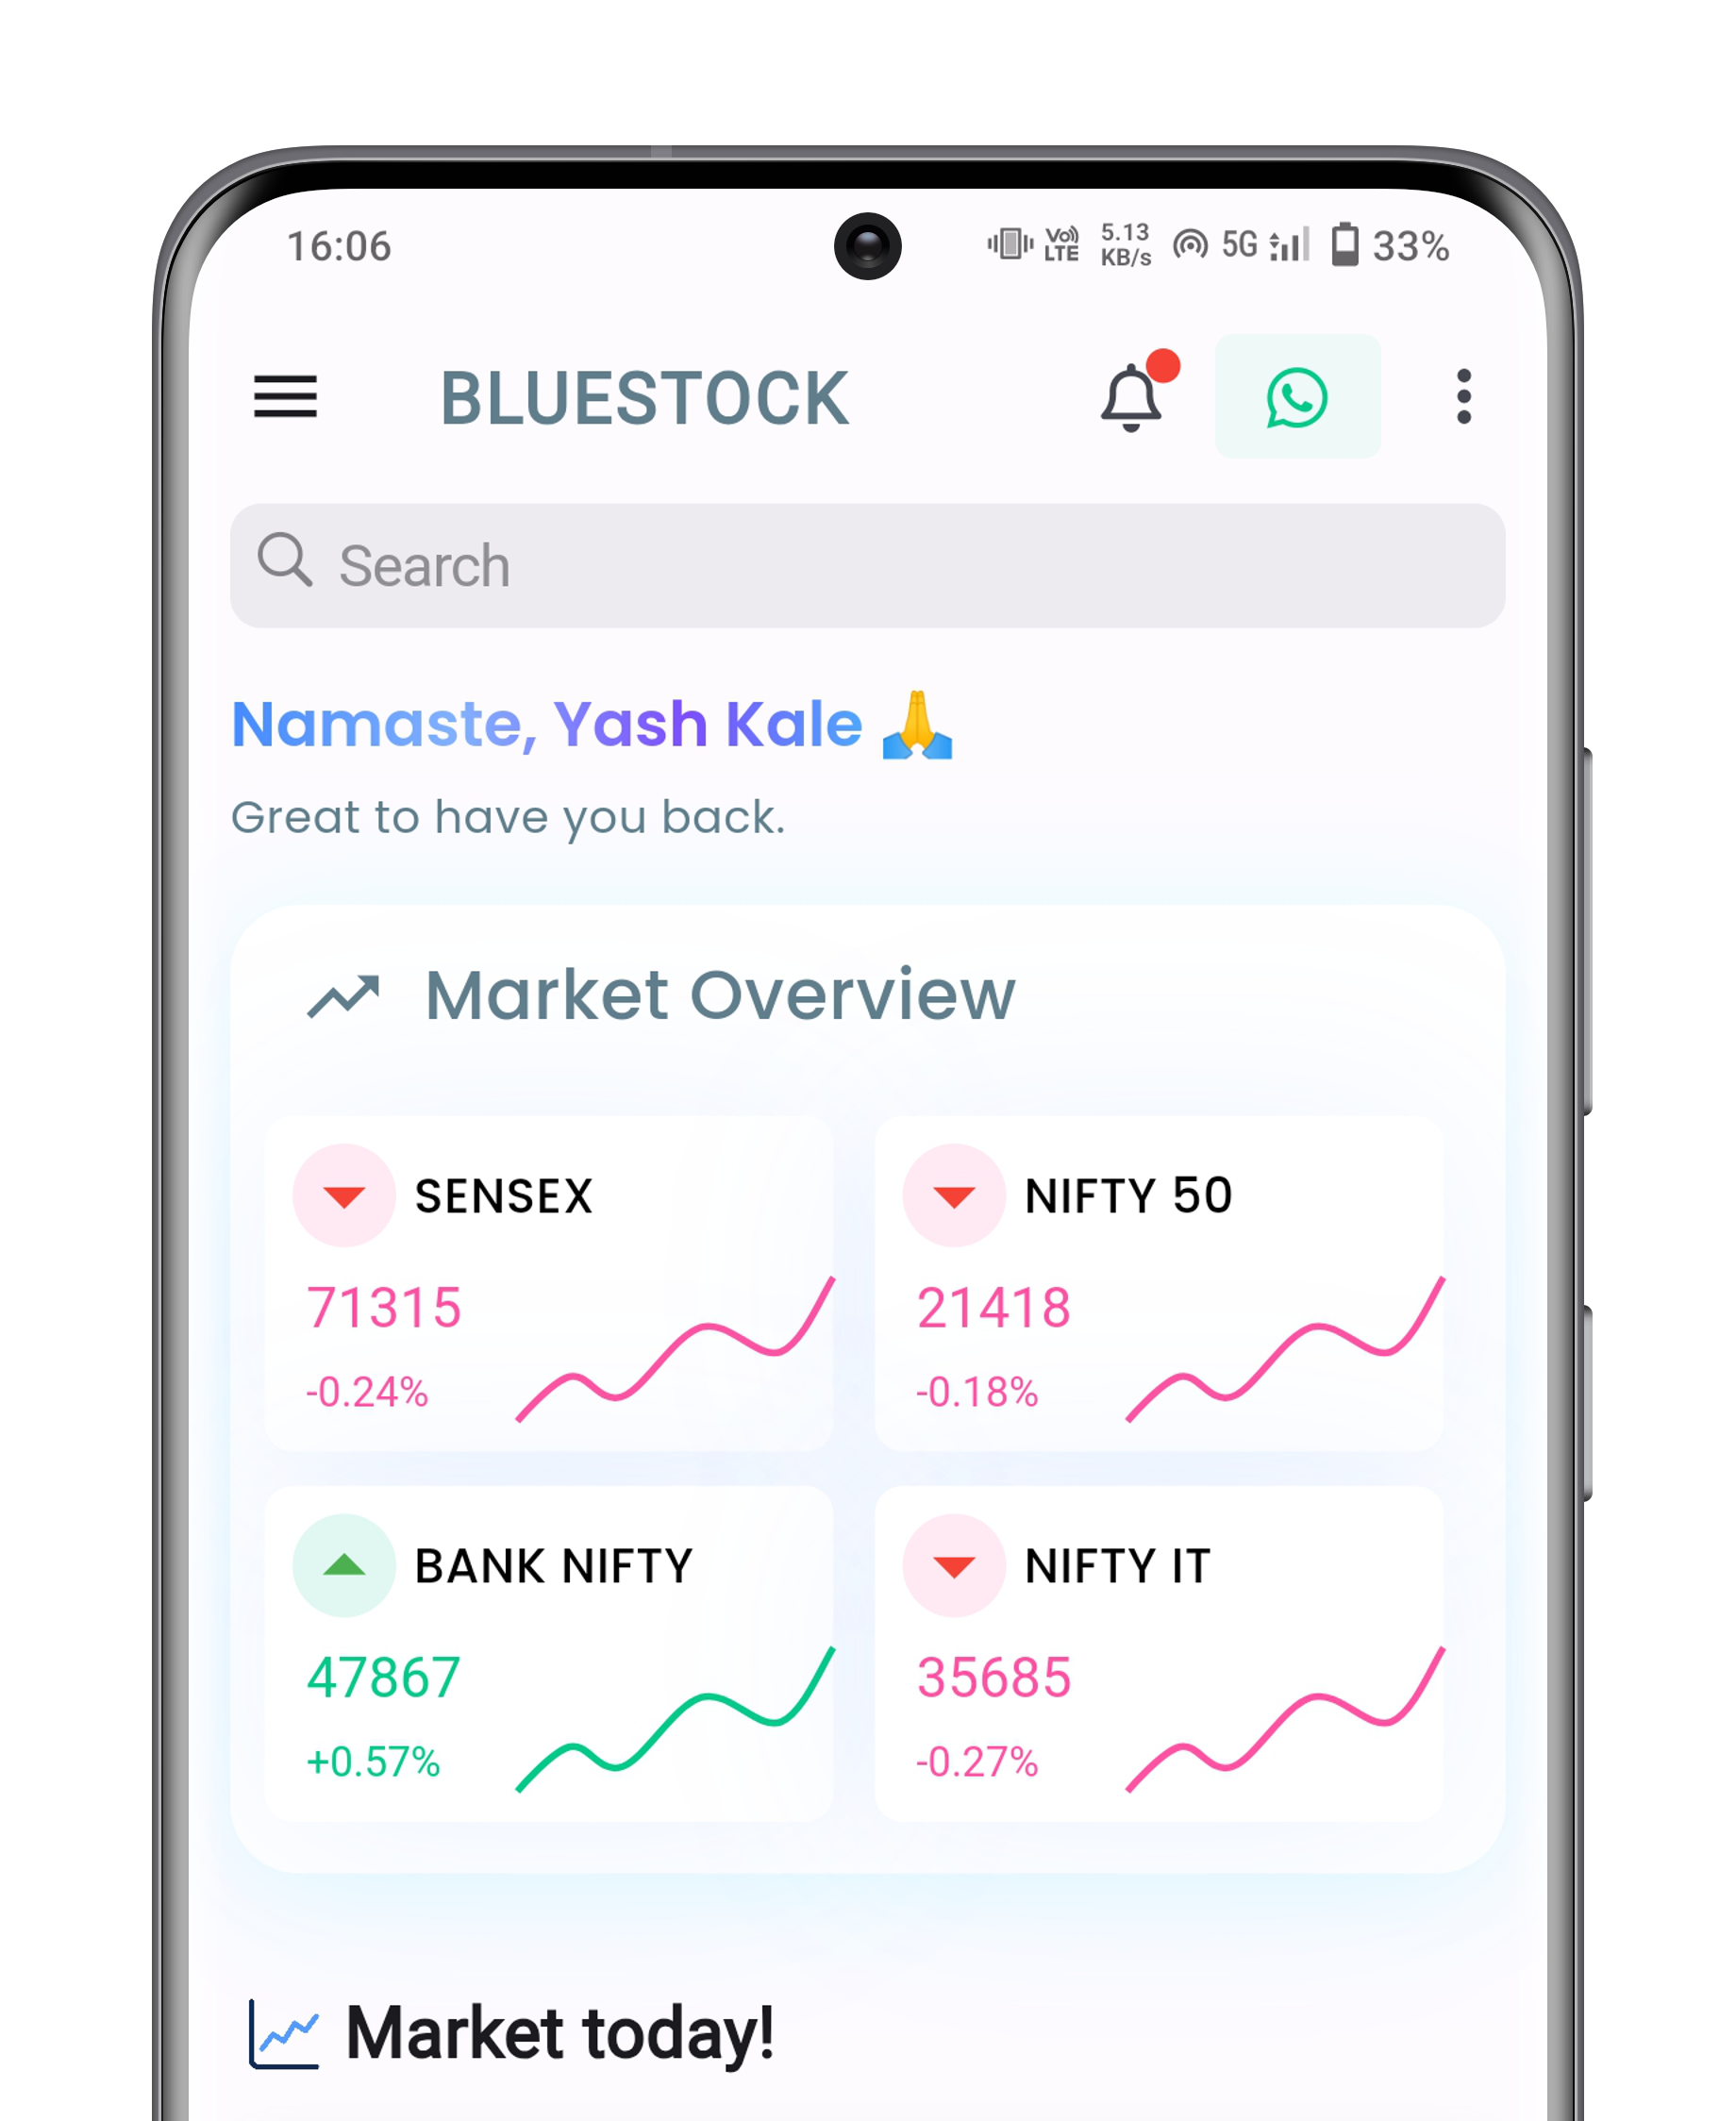 16:06
Vo)) LTE 5.13 KB/s 5G 33%
BLUESTOCK
Search
Namaste, Yash Kale 🙏
Great to have you back.
Market Overview
SENSEX
71315
-0.24%
NIFTY 50
21418
-0.18%
BANK NIFTY
47867
+0.57%
NIFTY IT
35685
-0.27%
Market today!